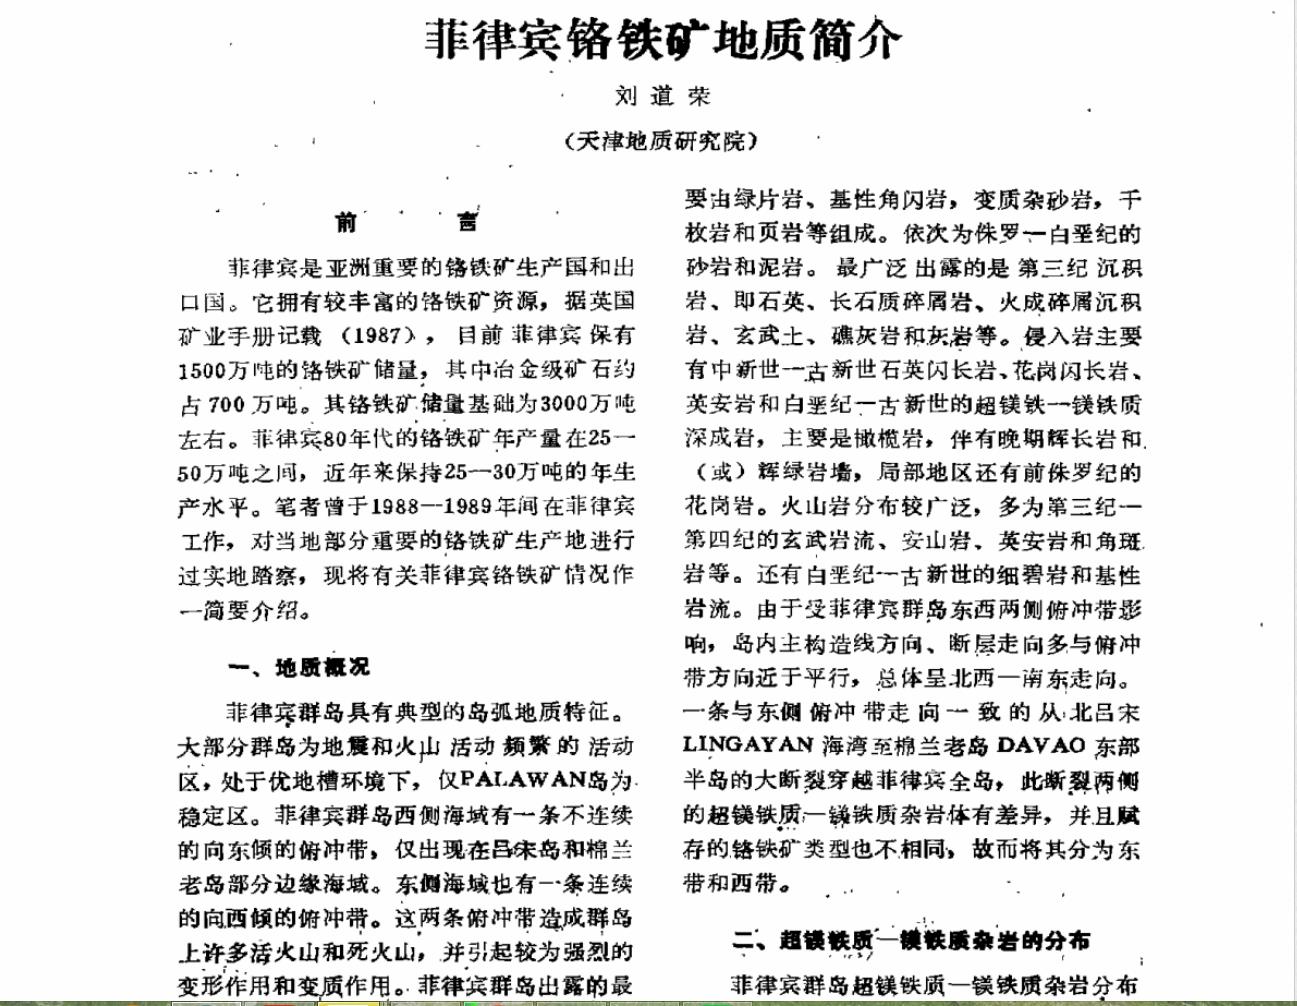 菲律宾铬铁矿地质简介
刘道荣
（天津地质研究院）
前言
菲律宾是亚洲重要的铬铁矿生产国和出
口国。它拥有较丰富的铬铁矿资源，据英国
矿业手册记载（1987），目前菲律宾保有
1500万吨的铬铁矿储量，其中冶金级矿石约
占700万吨。其铬铁矿储量基础为3000万吨
左右。菲律宾80年代的铬铁矿年产量在25—
50万吨之间，近年来保持25—30万吨的年生
产水平。笔者曾于1988—1989年间在菲律宾
工作，对当地部分重要的铬铁矿生产地进行
过实地踏察，现将有关菲律宾铬铁矿情况作
一简要介绍。
一、地质概况
菲律宾群岛具有典型的岛弧地质特征。
大部分群岛为地震和火山活动频繁的活动
区，处于优地槽环境下，仅PALAWAN岛为
稳定区。菲律宾群岛西侧海域有一条不连续
的向东倾的俯冲带，仅出现在吕宋岛和棉兰
老岛部分边缘海域。东侧海域也有一条连续
的向西倾的俯冲带。这两条俯冲带造成群岛
上许多活火山和死火山，并引起较为强烈的
变形作用和变质作用。菲律宾群岛出露的最
要由绿片岩、基性角闪岩，变质杂砂岩，千
枚岩和页岩等组成。依次为侏罗—白垩纪的
砂岩和泥岩。最广泛出露的是第三纪沉积
岩、即石英、长石质碎屑岩、火成碎屑沉积
岩、玄武土、礁灰岩和灰岩等。侵入岩主要
有中新世—古新世石英闪长岩、花岗闪长岩、
英安岩和白垩纪—古新世的超镁铁—镁铁质
深成岩，主要是橄榄岩，伴有晚期辉长岩和
（或）辉绿岩墙，局部地区还有前侏罗纪的
花岗岩。火山岩分布较广泛，多为第三纪—
第四纪的玄武岩流、安山岩、英安岩和角斑
岩等。还有白垩纪—古新世的细碧岩和基性
岩流。由于受菲律宾群岛东西两侧俯冲带影
响，岛内主构造线方向、断层走向多与俯冲
带方向近于平行，总体呈北西—南东走向。
一条与东侧俯冲带走向一致的从北吕宋
LINGAYAN海湾至棉兰老岛DAVAO东部
半岛的大断裂穿越菲律宾全岛，此断裂两侧
的超镁铁质—镁铁质杂岩体有差异，并且赋
存的铬铁矿类型也不相同，故而将其分为东
带和西带。
二、超镁铁质—镁铁质杂岩的分布
菲律宾群岛超镁铁质—镁铁质杂岩分布